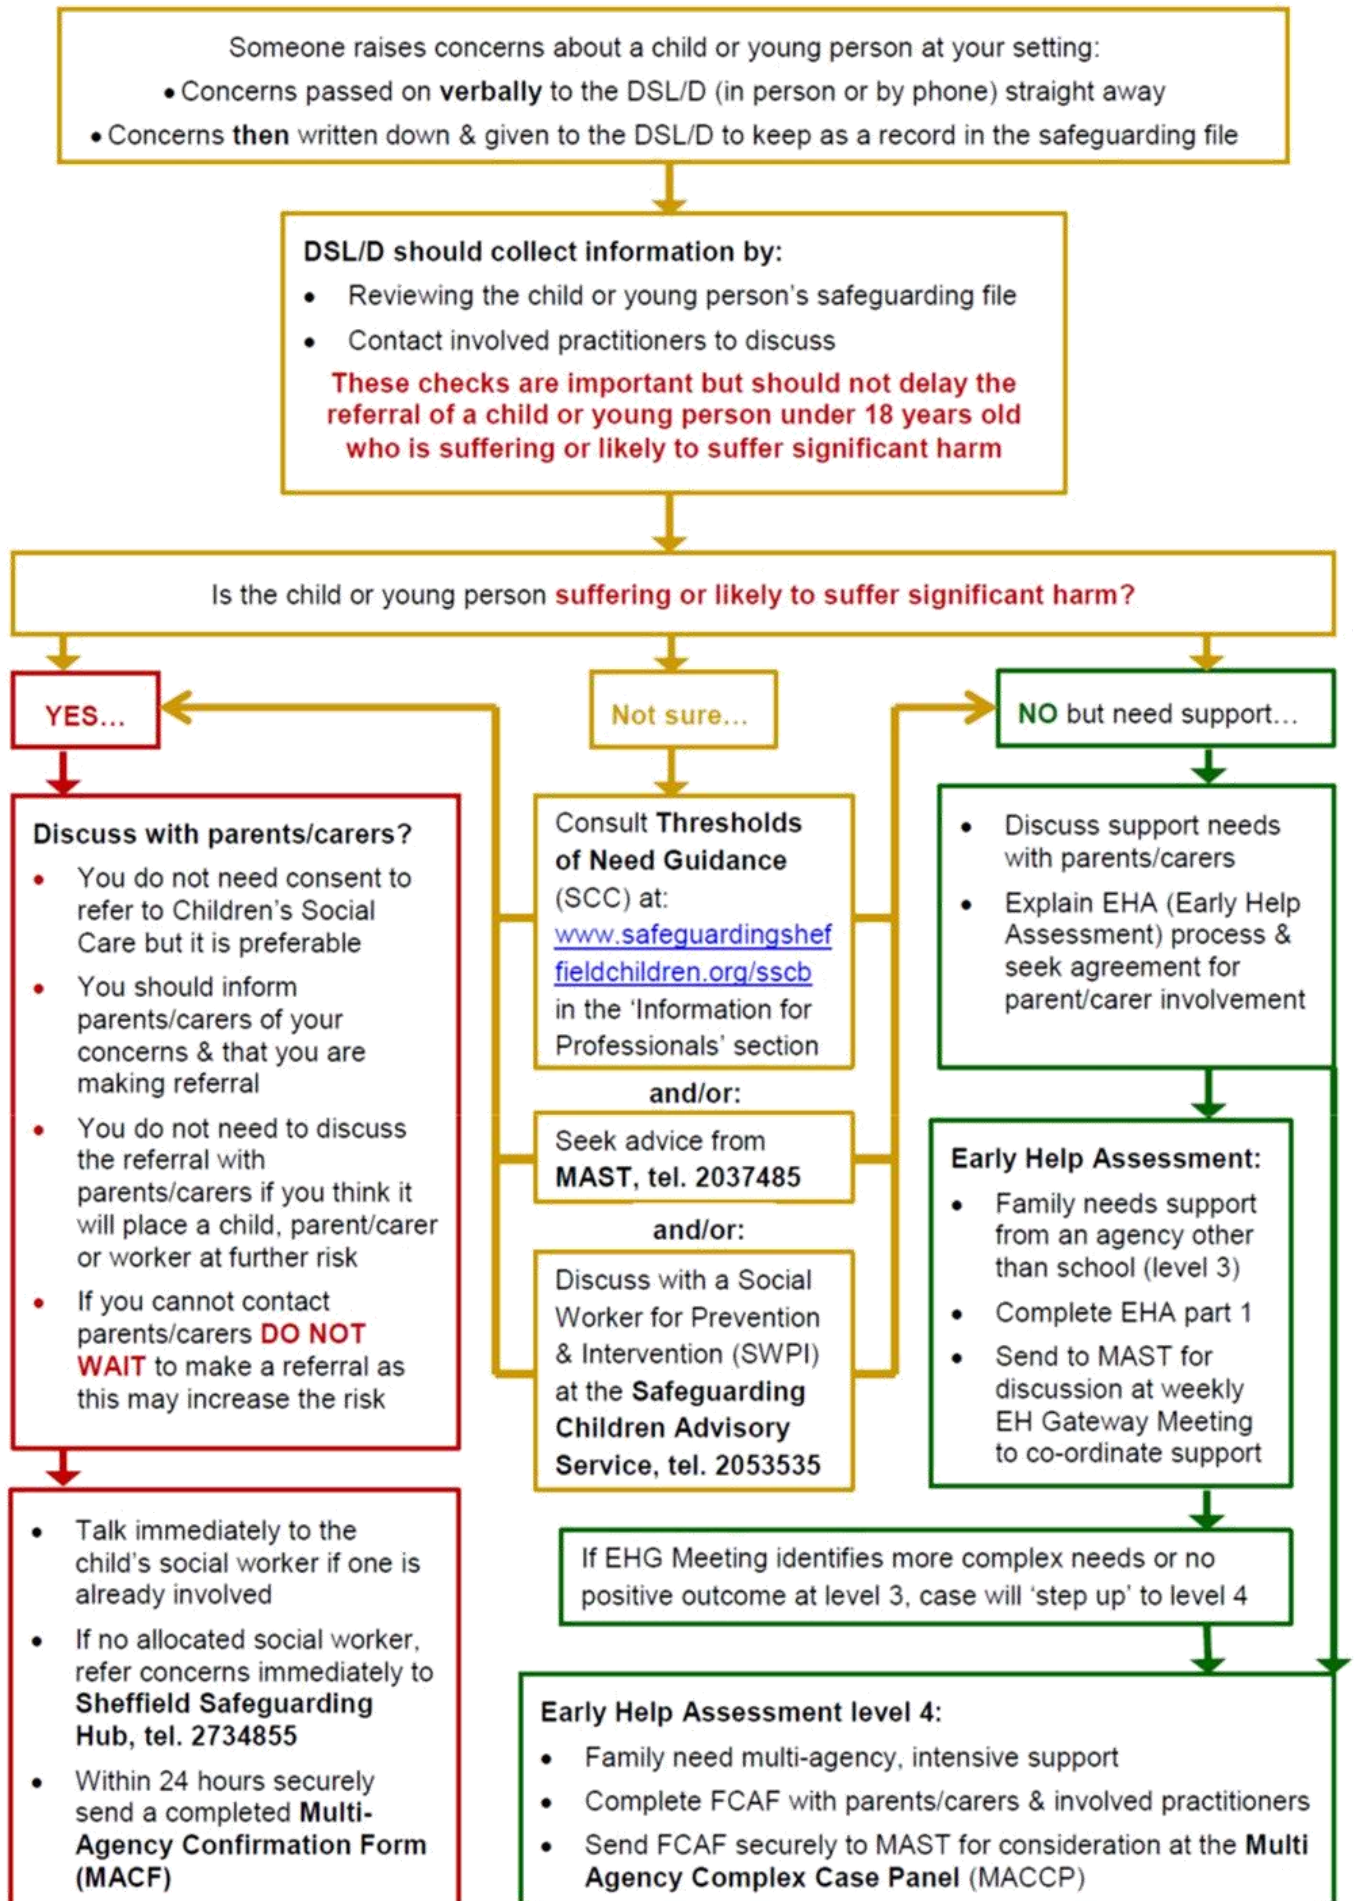 Someone raises concerns about a child or young person at your setting:
• Concerns passed on verbally to the DSL/D (in person or by phone) straight away
• Concerns then written down & given to the DSL/D to keep as a record in the safeguarding file
DSL/D should collect information by:
• Reviewing the child or young person's safeguarding file
• Contact involved practitioners to discuss
These checks are important but should not delay the
referral of a child or young person under 18 years old
who is suffering or likely to suffer significant harm
Is the child or young person suffering or likely to suffer significant harm?
YES...
Discuss with parents/carers?
• You do not need consent to
refer to Children's Social
Care but it is preferable
• You should inform
parents/carers of your
concerns & that you are
making referral
• You do not need to discuss
the referral with
parents/carers if you think it
will place a child, parent/carer
or worker at further risk
• If you cannot contact
parents/carers DO NOT
WAIT to make a referral as
this may increase the risk
• Talk immediately to the
child's social worker if one is
already involved
• If no allocated social worker,
refer concerns immediately to
Sheffield Safeguarding
Hub, tel. 2734855
• Within 24 hours securely
send a completed Multi-
Agency Confirmation Form
(MACF)
Not sure...
Consult Thresholds
of Need Guidance
(SCC) at:
www.safeguardingshef
fieldchildren.org/sscb
in the 'Information for
Professionals' section
and/or:
Seek advice from
MAST, tel. 2037485
and/or:
Discuss with a Social
Worker for Prevention
& Intervention (SWPI)
at the Safeguarding
Children Advisory
Service, tel. 2053535
NO but need support...
• Discuss support needs
with parents/carers
• Explain EHA (Early Help
Assessment) process &
seek agreement for
parent/carer involvement
Early Help Assessment:
• Family needs support
from an agency other
than school (level 3)
• Complete EHA part 1
• Send to MAST for
discussion at weekly
EH Gateway Meeting
to co-ordinate support
If EHG Meeting identifies more complex needs or no
positive outcome at level 3, case will 'step up' to level 4
Early Help Assessment level 4:
• Family need multi-agency, intensive support
• Complete FCAF with parents/carers & involved practitioners
• Send FCAF securely to MAST for consideration at the Multi
Agency Complex Case Panel (MACCP)